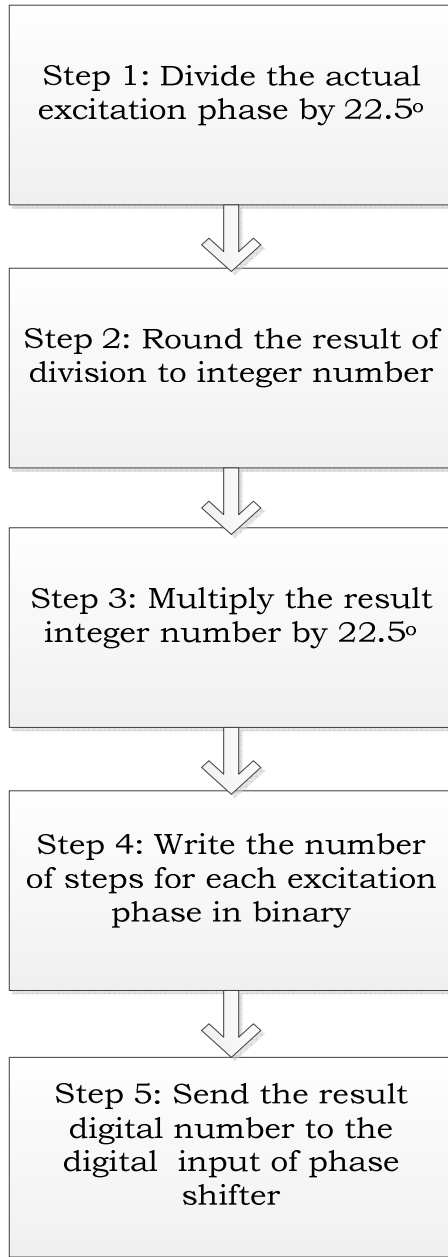 Step 1: Divide the actual
excitation phase by 22.5º
Step 2: Round the result of
division to integer number
Step 3: Multiply the result
integer number by 22.5º
Step 4: Write the number
of steps for each excitation
phase in binary
Step 5: Send the result
digital number to the
digital input of phase
shifter